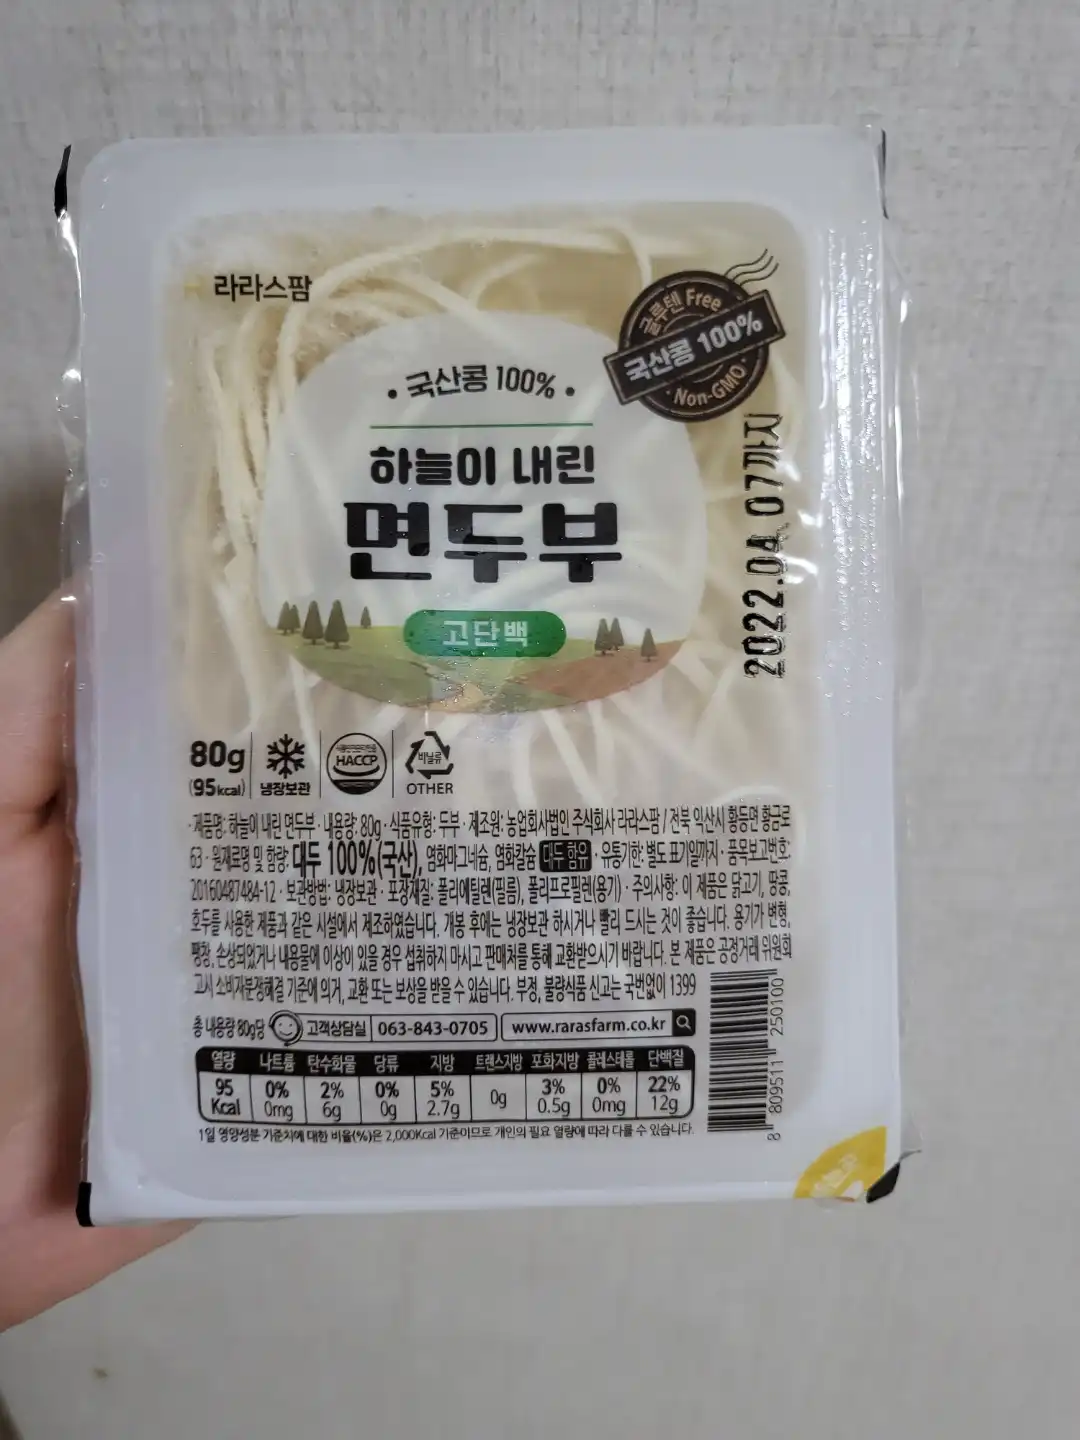 라라스팜
글루텐 Free
국산콩 100%
Non-GMO
• 국산콩 100% •
하늘이 내린
면두부
고단백
2022.04.07까지
80g
(95kcal)
냉장보관
HACCP
비닐류
OTHER
· 제품명: 하늘이 내린 면두부 · 내용량: 80g · 식품유형: 두부 · 제조원: 농업회사법인 주식회사 라라스팜 / 전북 익산시 황등면 황금로
63 · 원재료명 및 함량: 대두 100%(국산), 염화마그네슘, 염화칼슘 대두 함유 · 유통기한: 별도 표기일까지 · 품목보고번호:
20160487484-12 · 보관방법: 냉장보관 · 포장재질: 폴리에틸렌(필름), 폴리프로필렌(용기) · 주의사항: 이 제품은 닭고기, 땅콩,
호두를 사용한 제품과 같은 시설에서 제조하였습니다. 개봉 후에는 냉장보관 하시거나 빨리 드시는 것이 좋습니다. 용기가 변형,
팽창, 손상되었거나 내용물에 이상이 있을 경우 섭취하지 마시고 판매처를 통해 교환받으시기 바랍니다. 본 제품은 공정거래 위원회
고시 소비자분쟁해결 기준에 의거, 교환 또는 보상을 받을 수 있습니다. 부정, 불량식품 신고는 국번없이 1399
총 내용량 80g당 고객상담실 063-843-0705 www.rarasfarm.co.kr
열량 나트륨 탄수화물 당류 지방 트랜스지방 포화지방 콜레스테롤 단백질
95 0% 2% 0% 5% 0g 3% 0% 22%
Kcal 0mg 6g 0g 2.7g 0.5g 0mg 12g
1일 영양성분 기준치에 대한 비율(%)은 2,000Kcal 기준이므로 개인의 필요 열량에 따라 다를 수 있습니다.
8 809511 250100